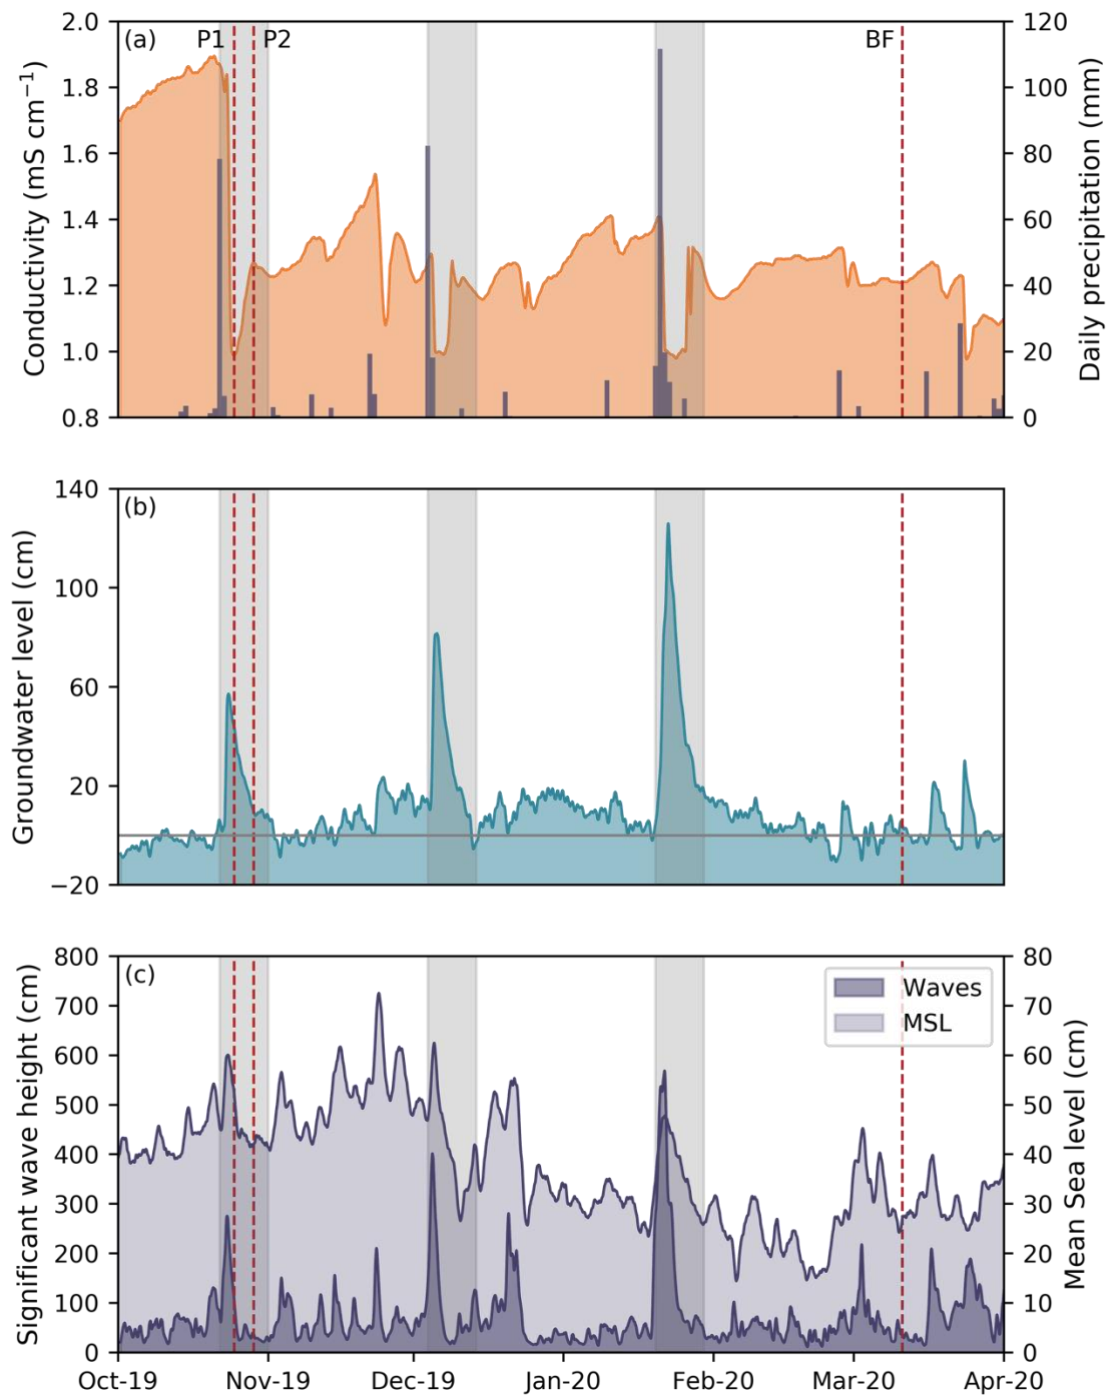 (a)
P1
P2
BF
2.0
1.8
1.6
1.4
1.2
1.0
0.8
Conductivity (mS cm⁻¹)
120
100
80
60
40
20
0
Daily precipitation (mm)
(b)
140
100
60
20
−20
Groundwater level (cm)
(c)
800
700
600
500
400
300
200
100
0
Significant wave height (cm)
Waves
MSL
80
70
60
50
40
30
20
10
0
Mean Sea level (cm)
Oct-19 Nov-19 Dec-19 Jan-20 Feb-20 Mar-20 Apr-20